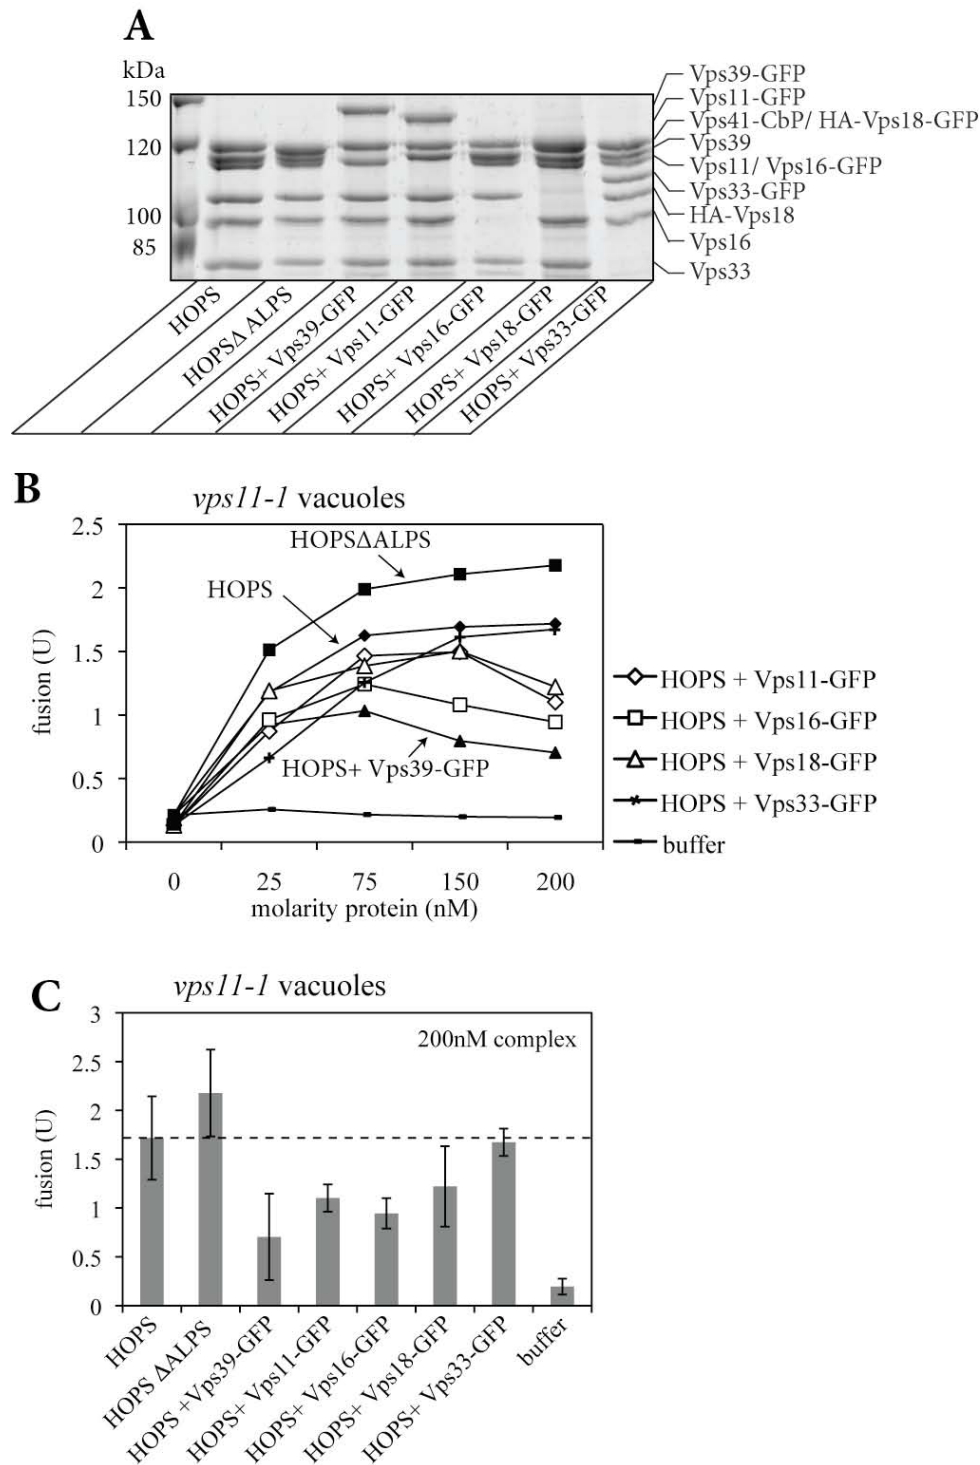 A
kDa
150
120
100
85
Vps39-GFP
Vps11-GFP
Vps41-CbP/ HA-Vps18-GFP
Vps39
Vps11/ Vps16-GFP
Vps33-GFP
HA-Vps18
Vps16
Vps33
HOPS
HOPSΔ ALPS
HOPS+ Vps39-GFP
HOPS+ Vps11-GFP
HOPS+ Vps16-GFP
HOPS+ Vps18-GFP
HOPS+ Vps33-GFP
B
vps11-1 vacuoles
fusion (U)
2.5
2
1.5
1
0.5
0
HOPSΔALPS
HOPS
HOPS+ Vps39-GFP
0 25 75 150 200
molarity protein (nM)
HOPS + Vps11-GFP
HOPS + Vps16-GFP
HOPS + Vps18-GFP
HOPS + Vps33-GFP
buffer
C
vps11-1 vacuoles
200nM complex
fusion (U)
3
2.5
2
1.5
1
0.5
0
HOPS
HOPS ΔALPS
HOPS +Vps39-GFP
HOPS+ Vps11-GFP
HOPS+ Vps16-GFP
HOPS+ Vps18-GFP
HOPS+ Vps33-GFP
buffer